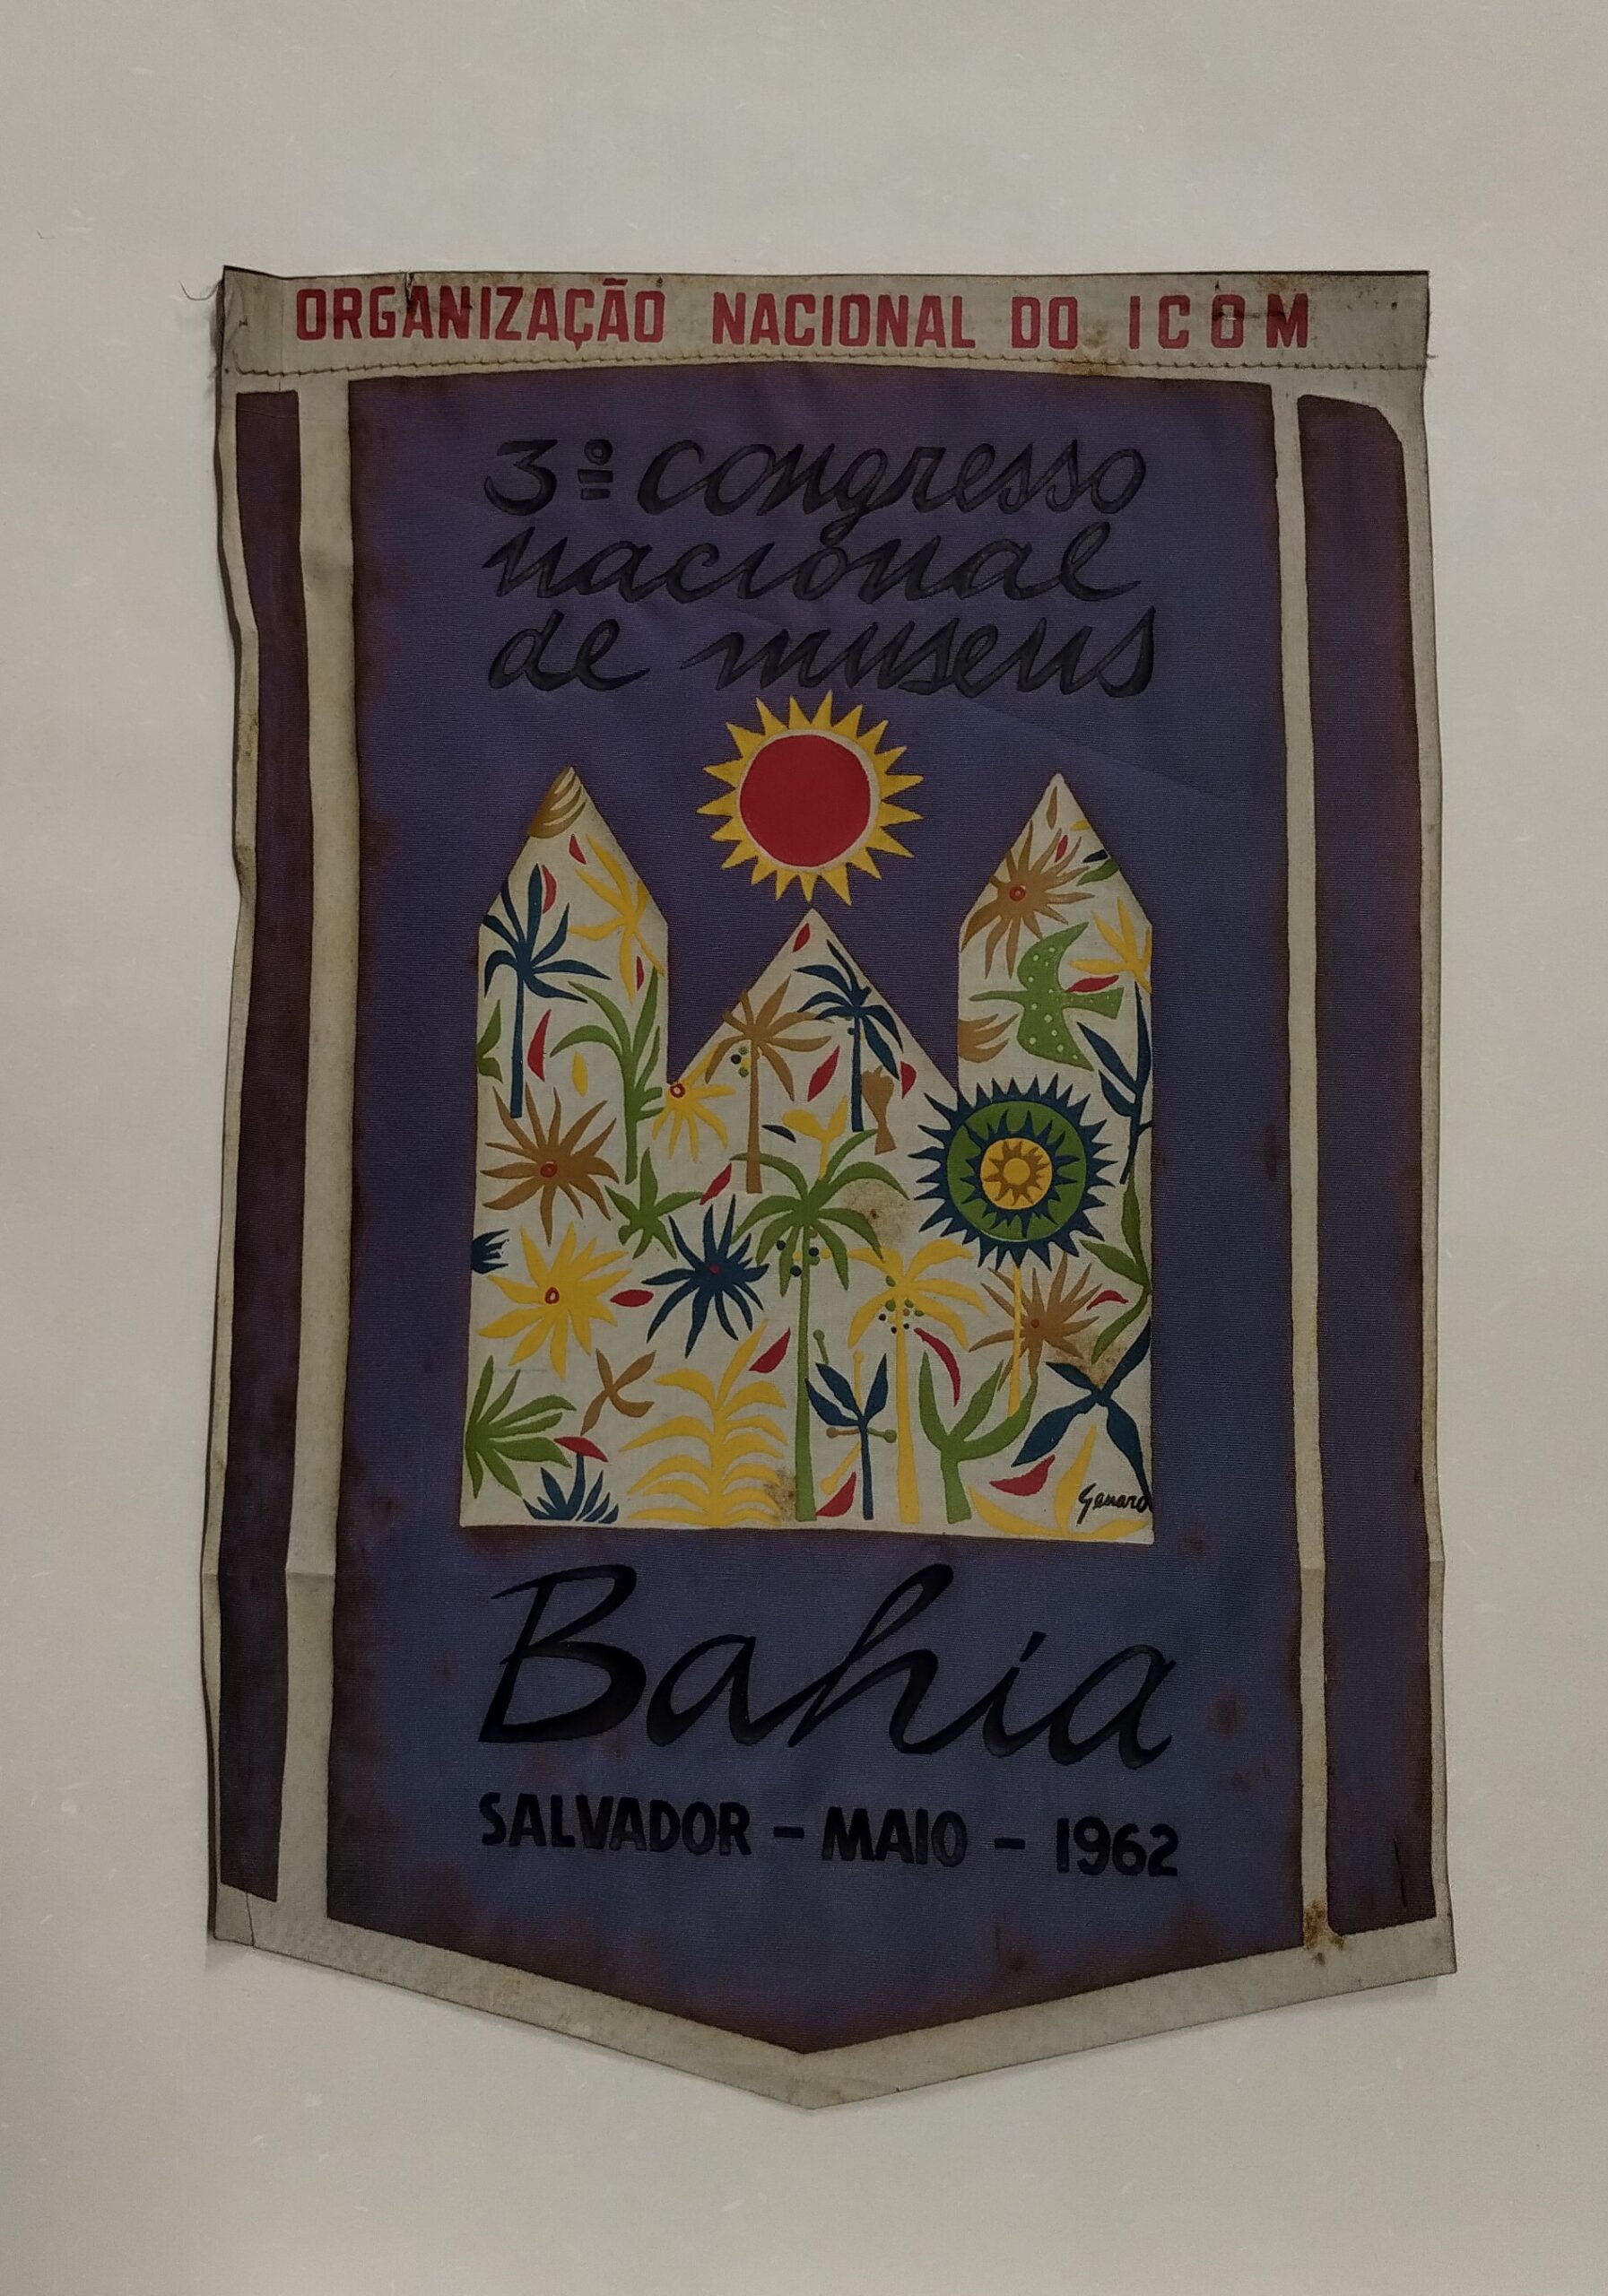 ORGANIZAÇÃO NACIONAL DO ICOM
3º congresso
nacional
de museus
Genaro
Bahia
SALVADOR – MAIO – 1962